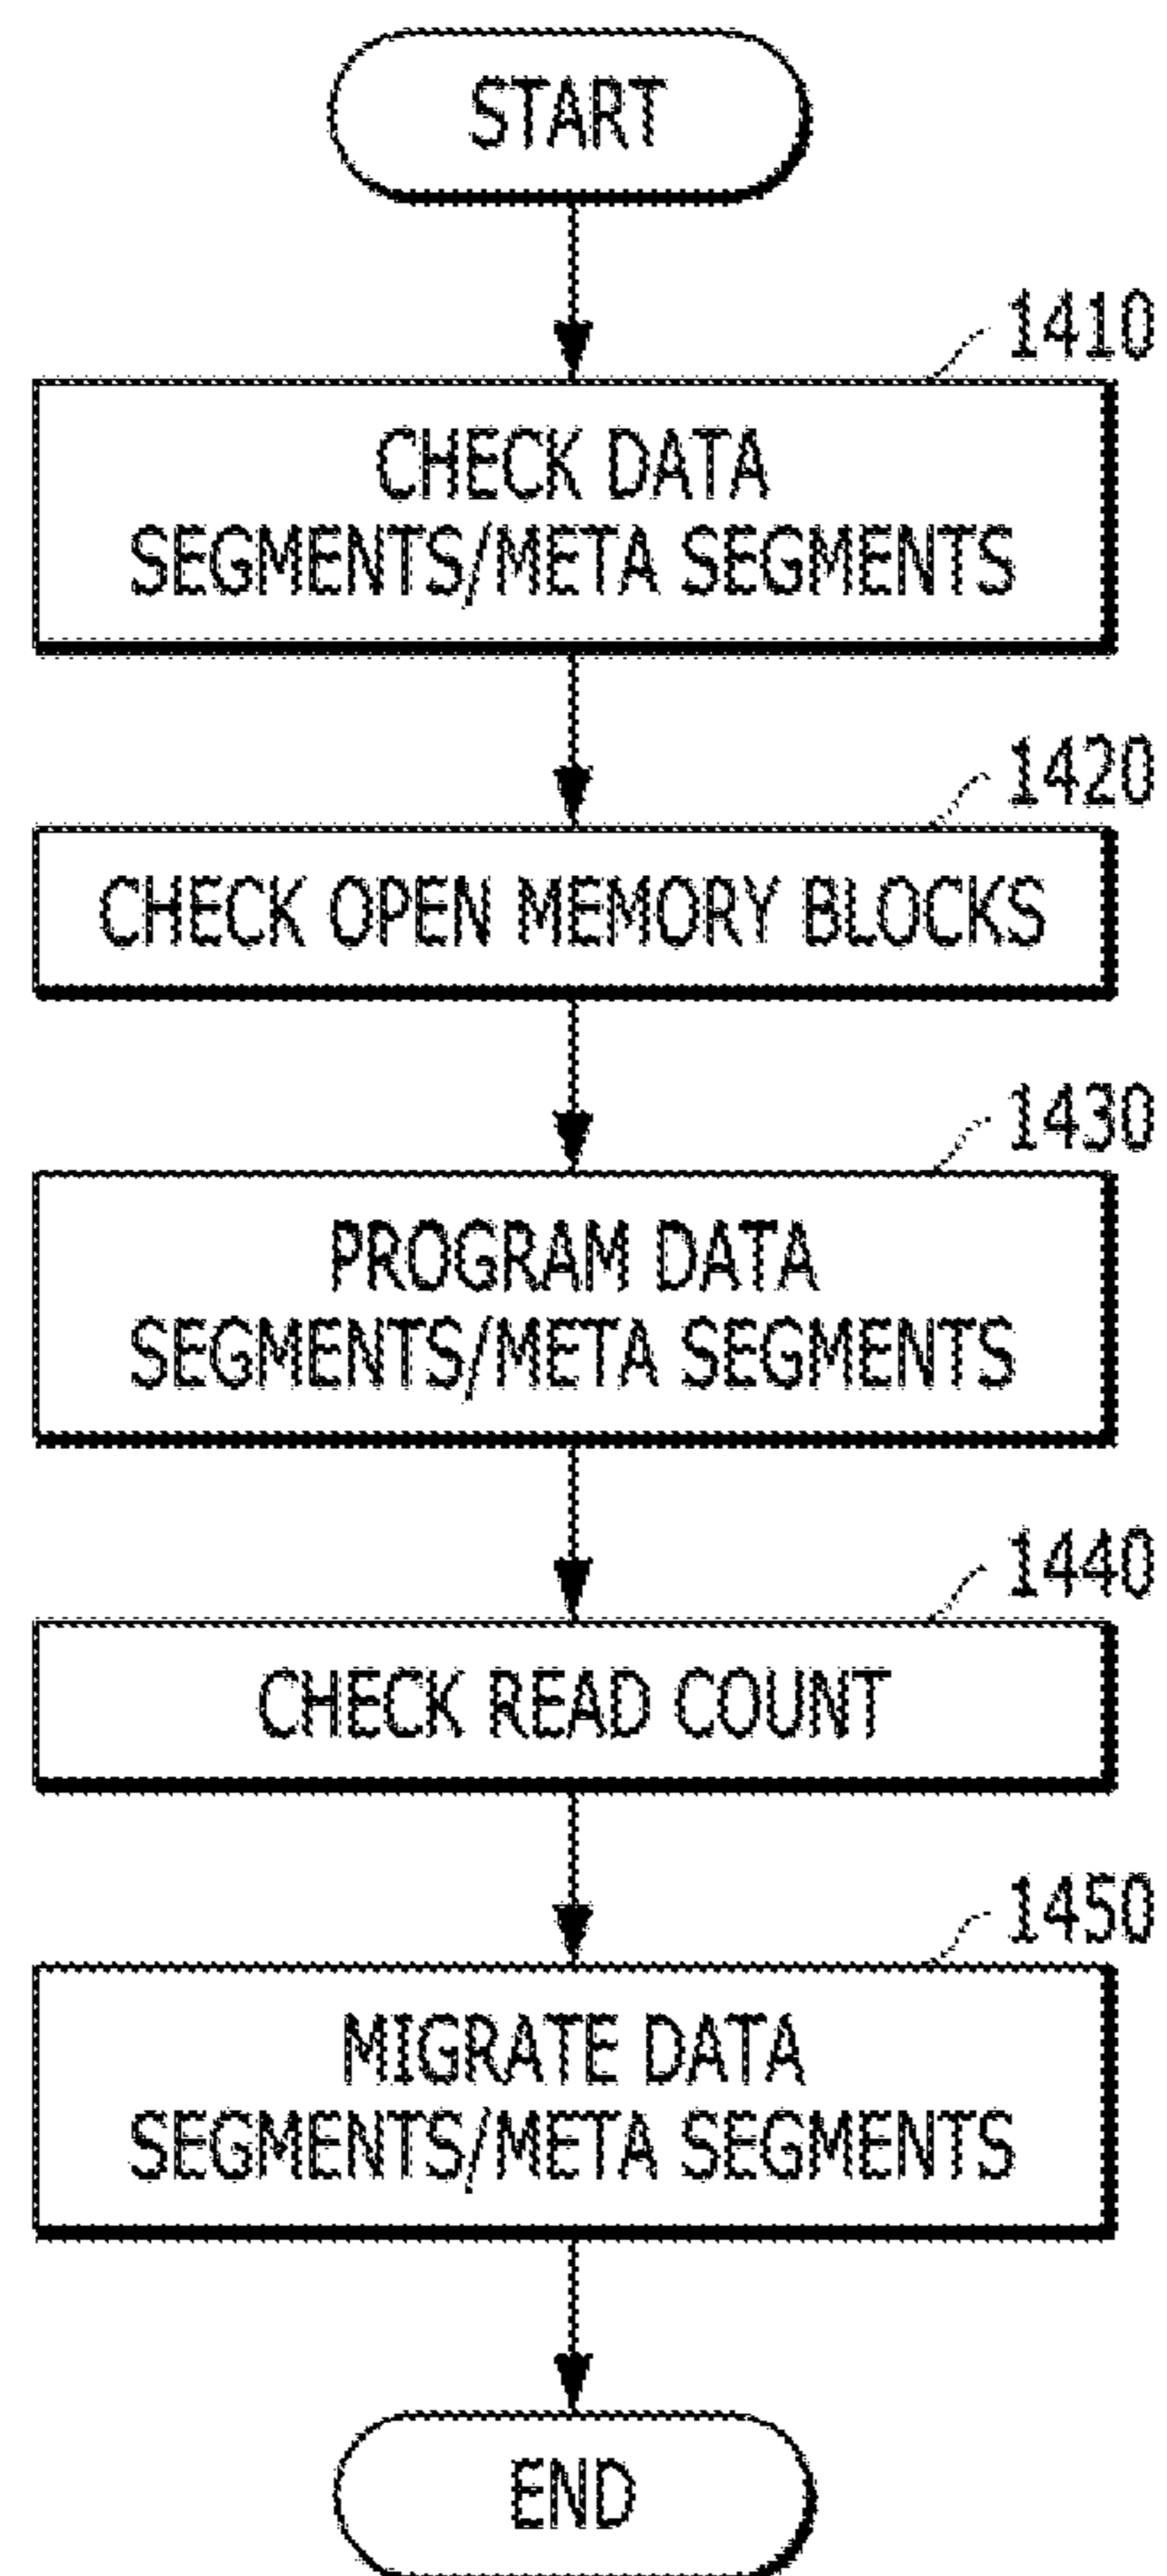 START
1410
CHECK DATA
SEGMENTS/META SEGMENTS
1420
CHECK OPEN MEMORY BLOCKS
1430
PROGRAM DATA
SEGMENTS/META SEGMENTS
1440
CHECK READ COUNT
1450
MIGRATE DATA
SEGMENTS/META SEGMENTS
END